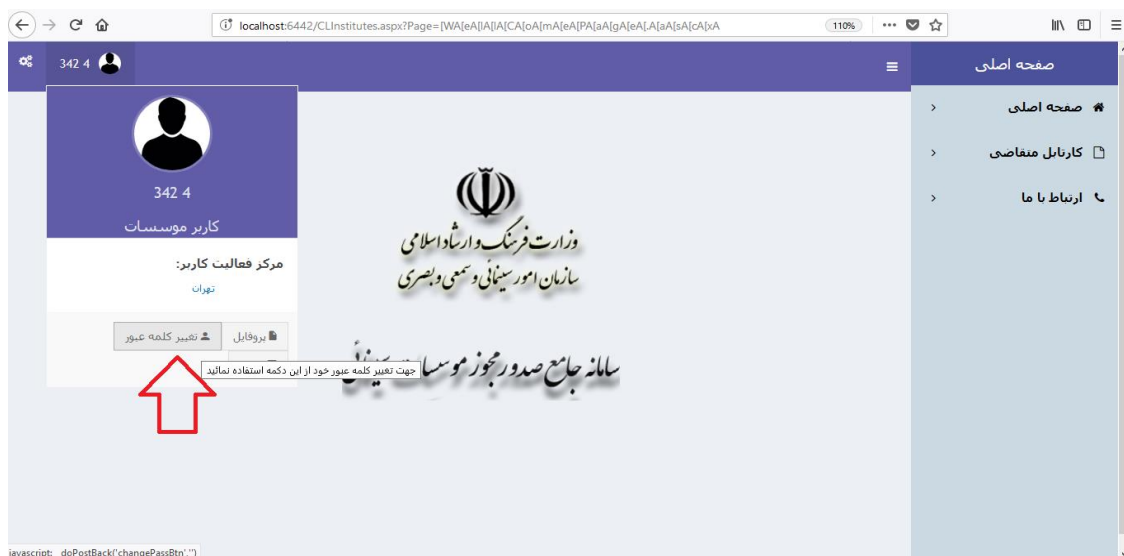 localhost:6442/CLInstitutes.aspx?Page=[WA[eA[lA[lA[CA[oA[mA[eA[PA[aA[gA[eA[.A[aA[sA[cA[xA
110%
صفحه اصلی
342 4
صفحه اصلی
کارتابل متقاضی
ارتباط با ما
342 4
کاربر موسسات
مرکز فعالیت کاربر:
تهران
پروفایل
تغییر کلمه عبور
جهت تغییر کلمه عبور خود از این دکمه استفاده نمائید
وزارت فرهنگ و ارشاد اسلامی
سازمان امور سینمائی و سمعی و بصری
سامانه جامع صدور مجوز موسسات سینمائی
javascript:__doPostBack('changePassBtn','')